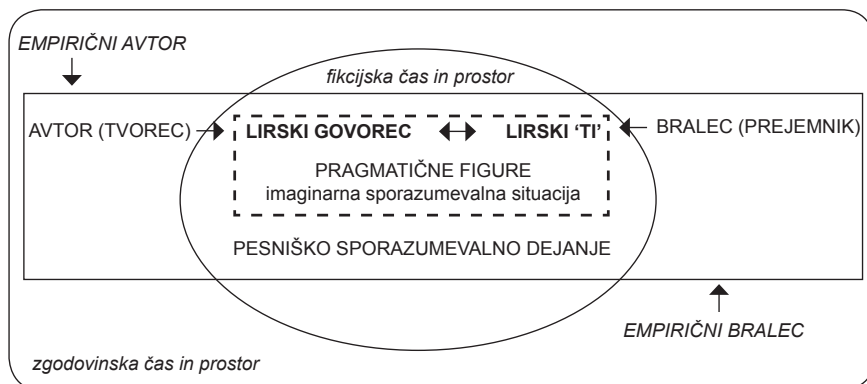 EMPIRIČNI AVTOR
fikcijska čas in prostor
AVTOR (TVOREC)
LIRSKI GOVOREC LIRSKI ‘TI’
BRALEC (PREJEMNIK)
PRAGMATIČNE FIGURE
imaginarna sporazumevalna situacija
PESNIŠKO SPORAZUMEVALNO DEJANJE
EMPIRIČNI BRALEC
zgodovinska čas in prostor